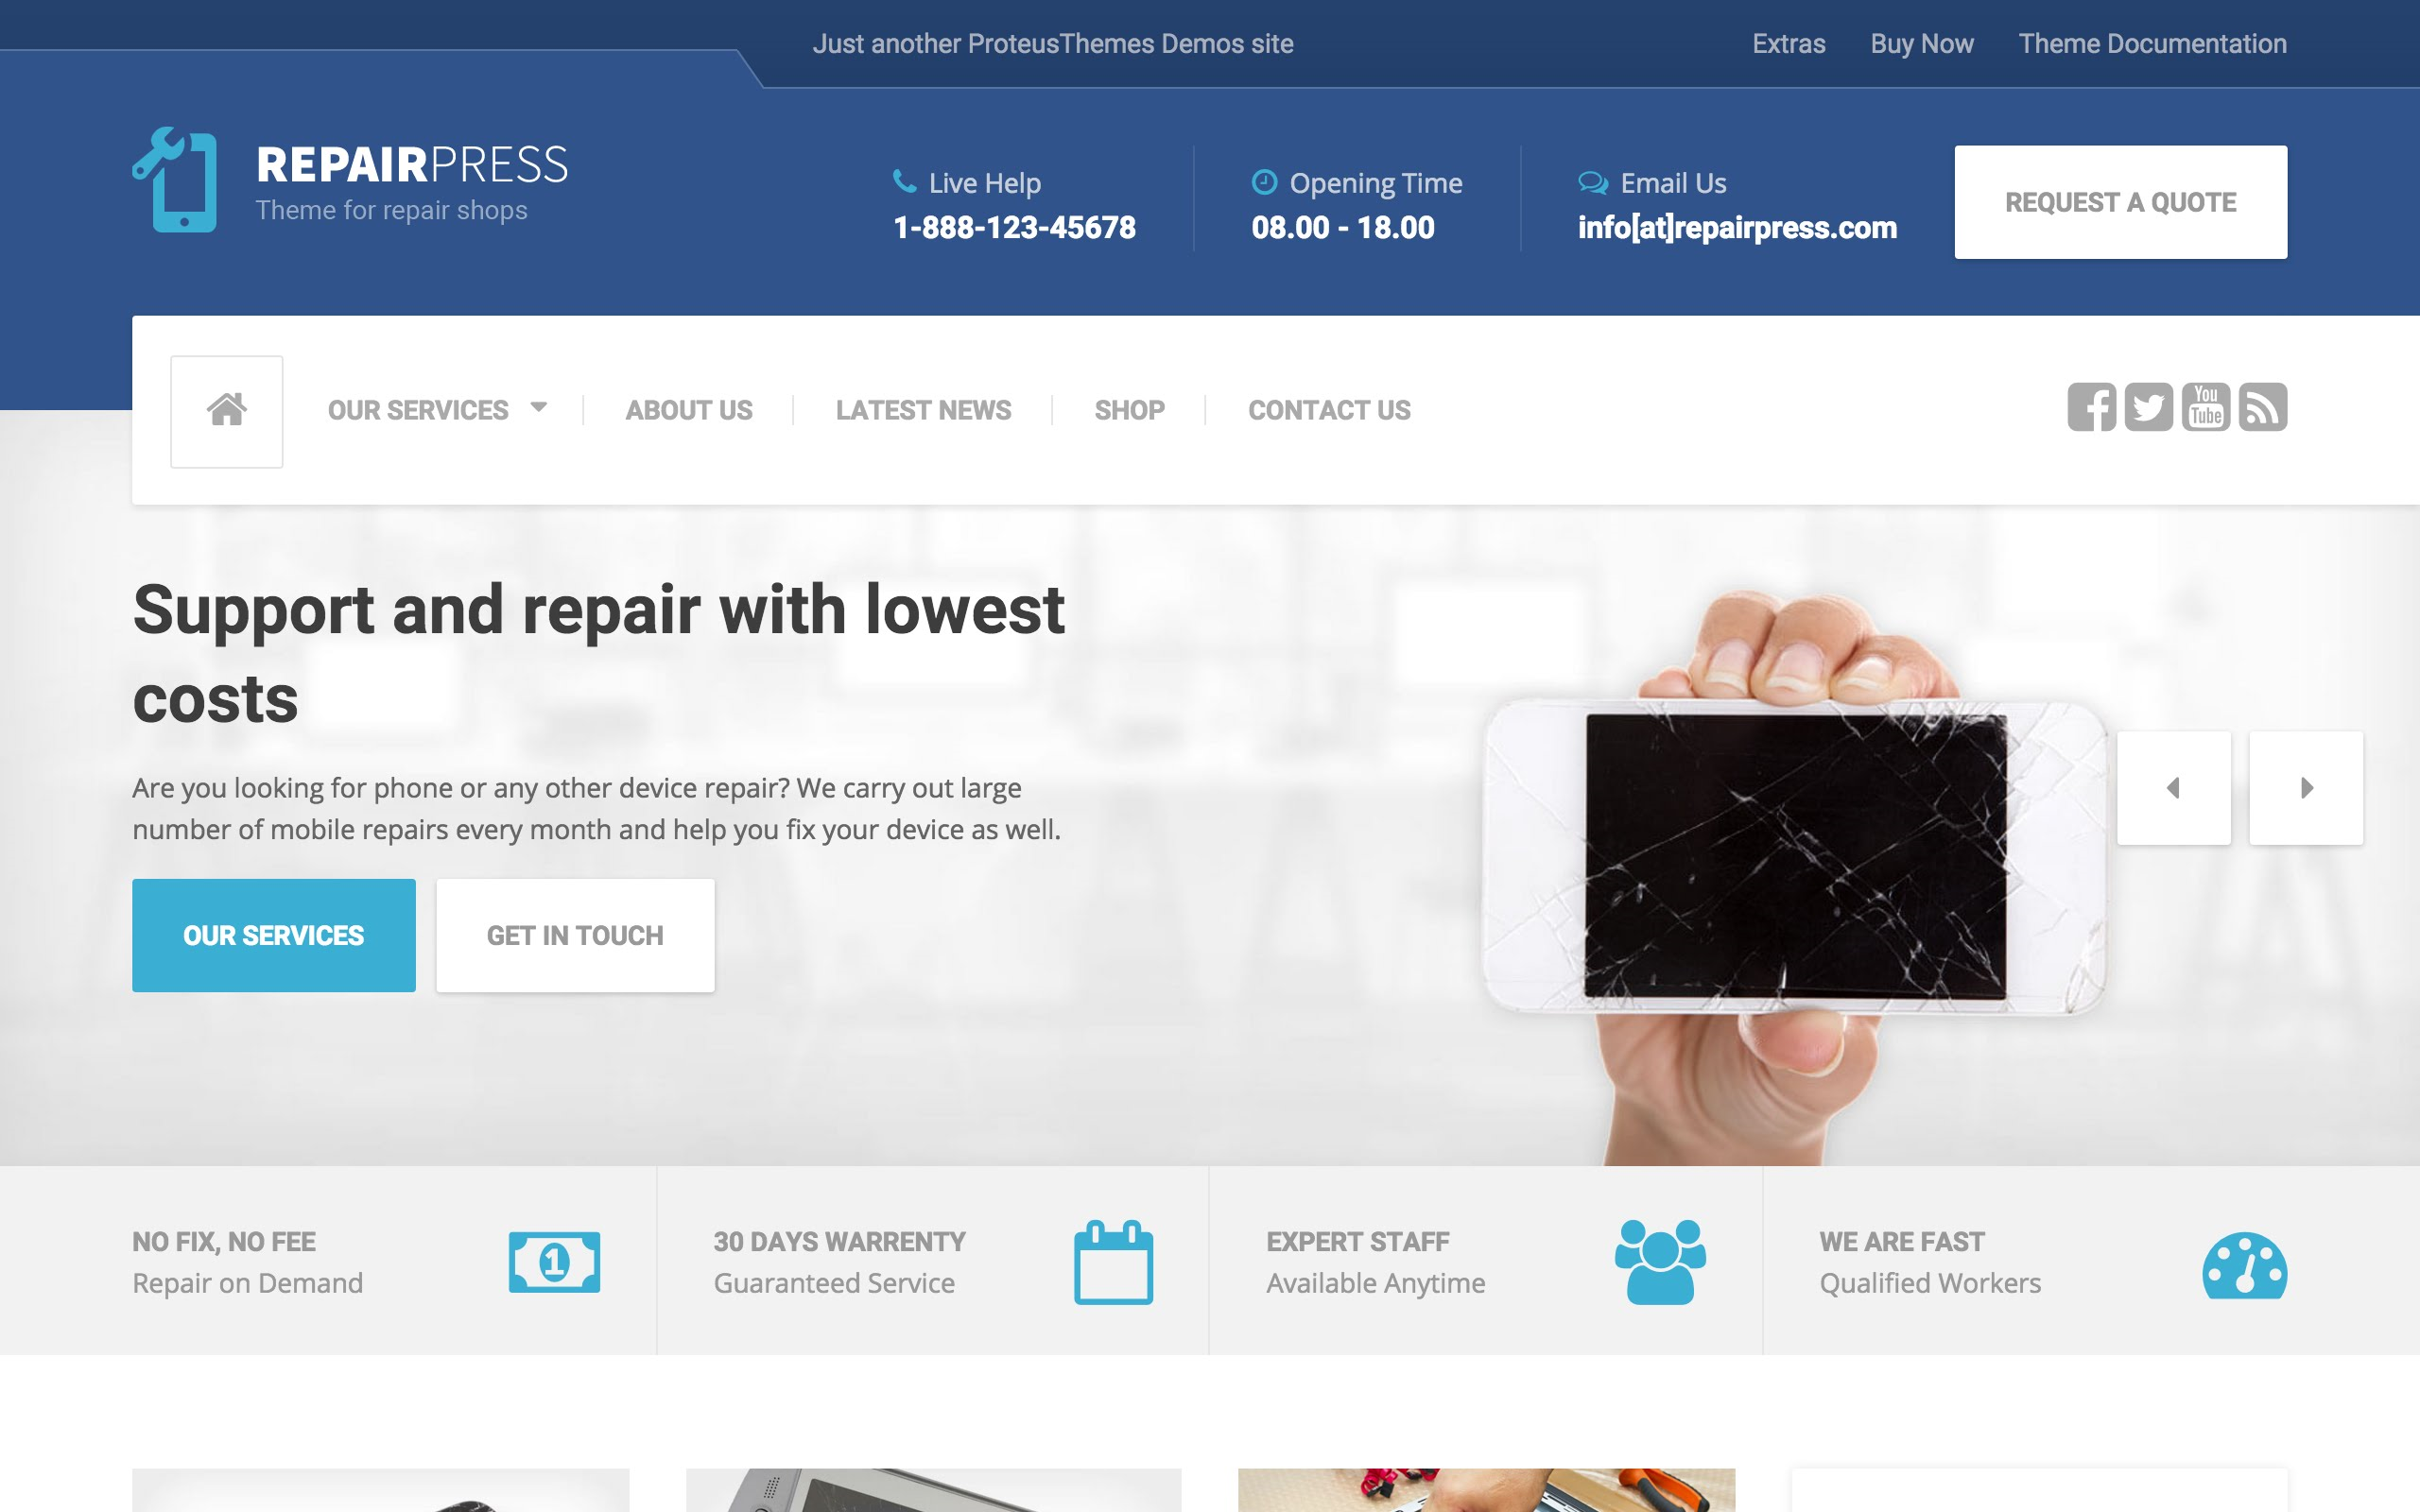 Just another ProteusThemes Demos site
Extras
Buy Now
Theme Documentation
REPAIRPRESS
Theme for repair shops
Live Help
1-888-123-45678
Opening Time
08.00 - 18.00
Email Us
info[at]repairpress.com
REQUEST A QUOTE
OUR SERVICES
ABOUT US
LATEST NEWS
SHOP
CONTACT US
You
Tube
Support and repair with lowest
costs
Are you looking for phone or any other device repair? We carry out large
number of mobile repairs every month and help you fix your device as well.
OUR SERVICES
GET IN TOUCH
NO FIX, NO FEE
Repair on Demand
1
30 DAYS WARRENTY
Guaranteed Service
EXPERT STAFF
Available Anytime
WE ARE FAST
Qualified Workers